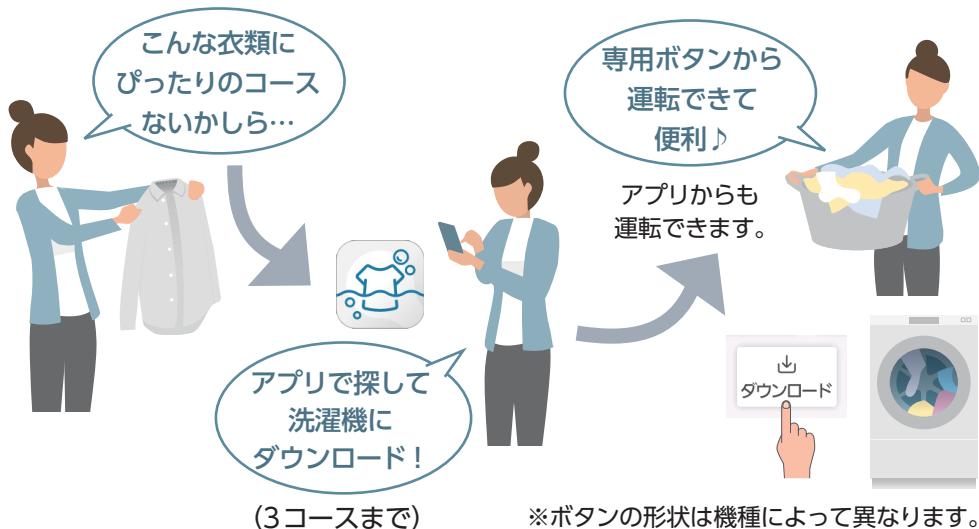 こんな衣類に
ぴったりのコース
ないかしら…
アプリで探して
洗濯機に
ダウンロード！
(3コースまで)
専用ボタンから
運転できて
便利♪
アプリからも
運転できます。
ダウンロード
※ボタンの形状は機種によって異なります。